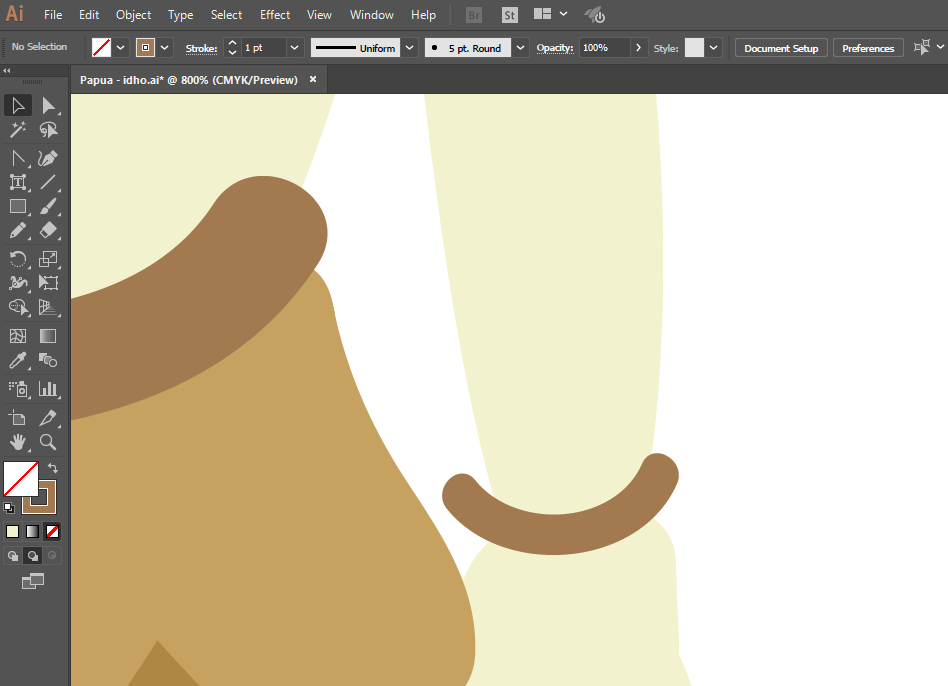 Ai File Edit Object Type Select Effect View Window Help Br St
No Selection Stroke: 1 pt Uniform 5 pt. Round Opacity: 100% Style: Document Setup Preferences
Papua - idho.ai* @ 800% (CMYK/Preview) ×
T